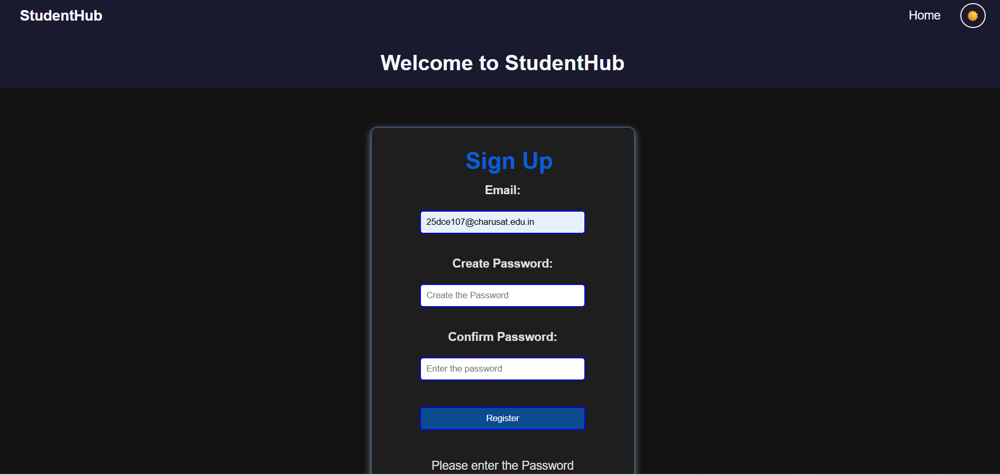 StudentHub
Home
Welcome to StudentHub
Sign Up
Email:
25dce107@charusat.edu.in
Create Password:
Create the Password
Confirm Password:
Enter the password
Register
Please enter the Password